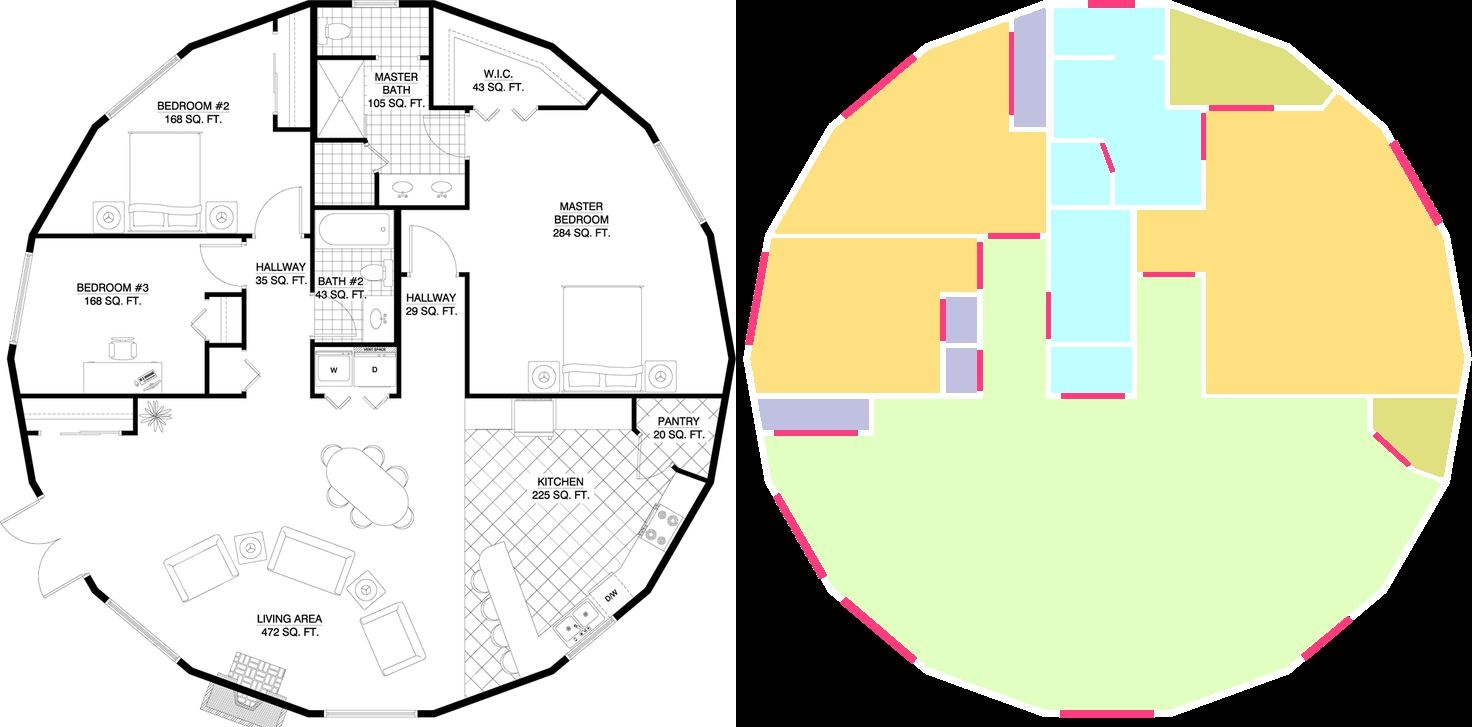 MASTER
BATH
105 SQ. FT.
W.I.C.
43 SQ. FT.
BEDROOM #2
168 SQ. FT.
MASTER
BEDROOM
284 SQ. FT.
HALLWAY
35 SQ. FT.
BATH #2
43 SQ. FT.
BEDROOM #3
168 SQ. FT.
HALLWAY
29 SQ. FT.
VENT SPACE
W
D
PANTRY
20 SQ. FT.
KITCHEN
225 SQ. FT.
D/W
LIVING AREA
472 SQ. FT.